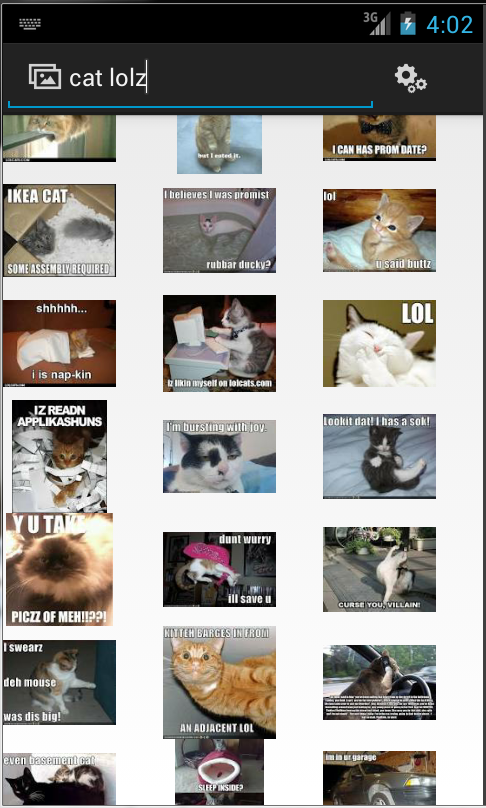 3G
4:02
cat lolz
but I eated it.
I CAN HAS PROM DATE?
IKEA CAT
SOME ASSEMBLY REQUIRED
I believes I was promist
rubbar ducky?
lol
u said buttz
shhhhh...
i is nap-kin
Iz likin myself on lolcats.com
LOL
IZ READN
APPLIKASHUNS
I'm bursting with joy.
Lookit dat! I has a sok!
Y U TAKE
PICZZ OF MEH!!??!
dunt wurry
ill save u
CURSE YOU, VILLAIN!
I swearz
deh mouse
was dis big!
KITTEH BARGES IN FROM
AN ADJACENT LOL
even basement cat
SLEEP INSIDE?
im in ur garage